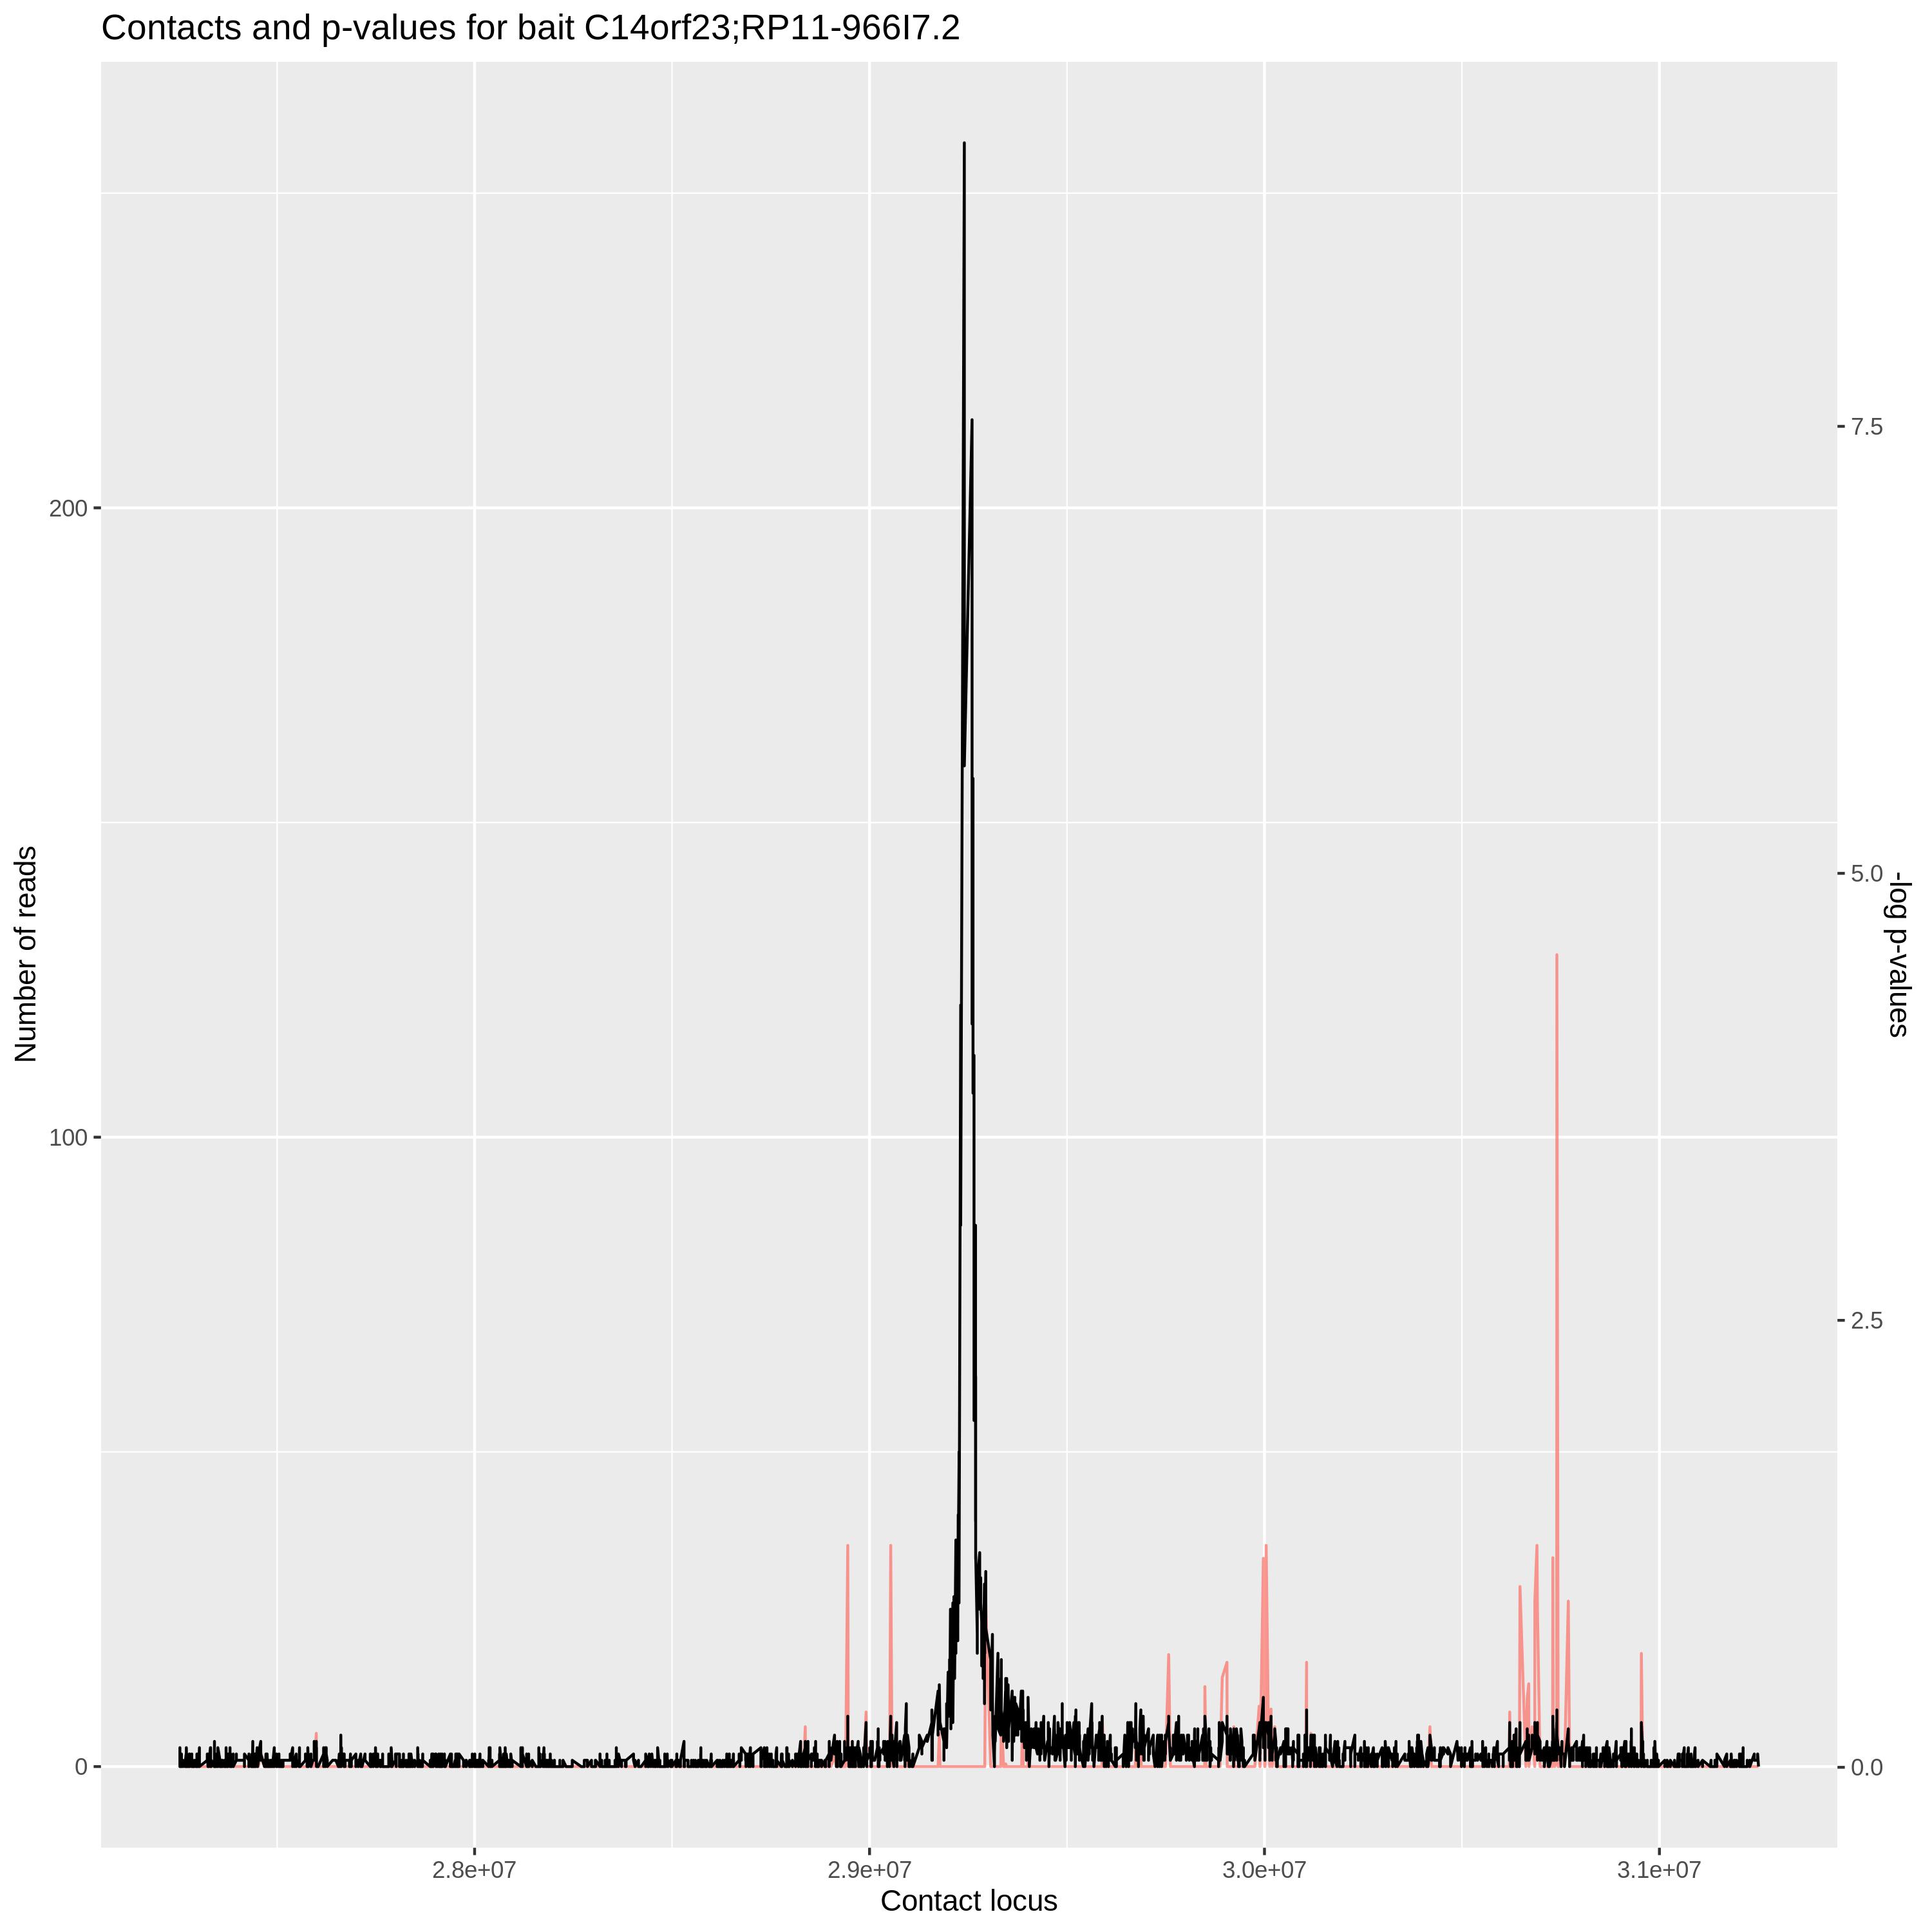 Contacts and p-values for bait C14orf23;RP11-966I7.2
Number of reads
200
100
0
7.5
5.0
2.5
0.0
-log p-values
2.8e+07
2.9e+07
3.0e+07
3.1e+07
Contact locus